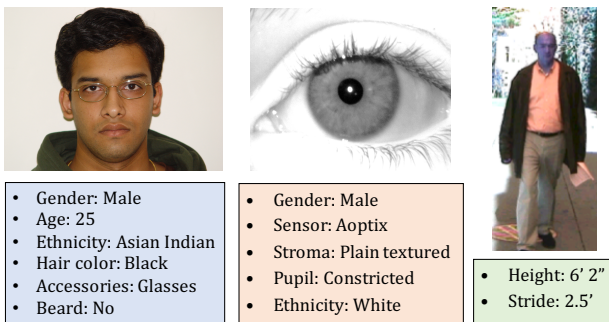 • Gender: Male
• Age: 25
• Ethnicity: Asian Indian
• Hair color: Black
• Accessories: Glasses
• Beard: No
• Gender: Male
• Sensor: Aoptix
• Stroma: Plain textured
• Pupil: Constricted
• Ethnicity: White
• Height: 6’ 2”
• Stride: 2.5’